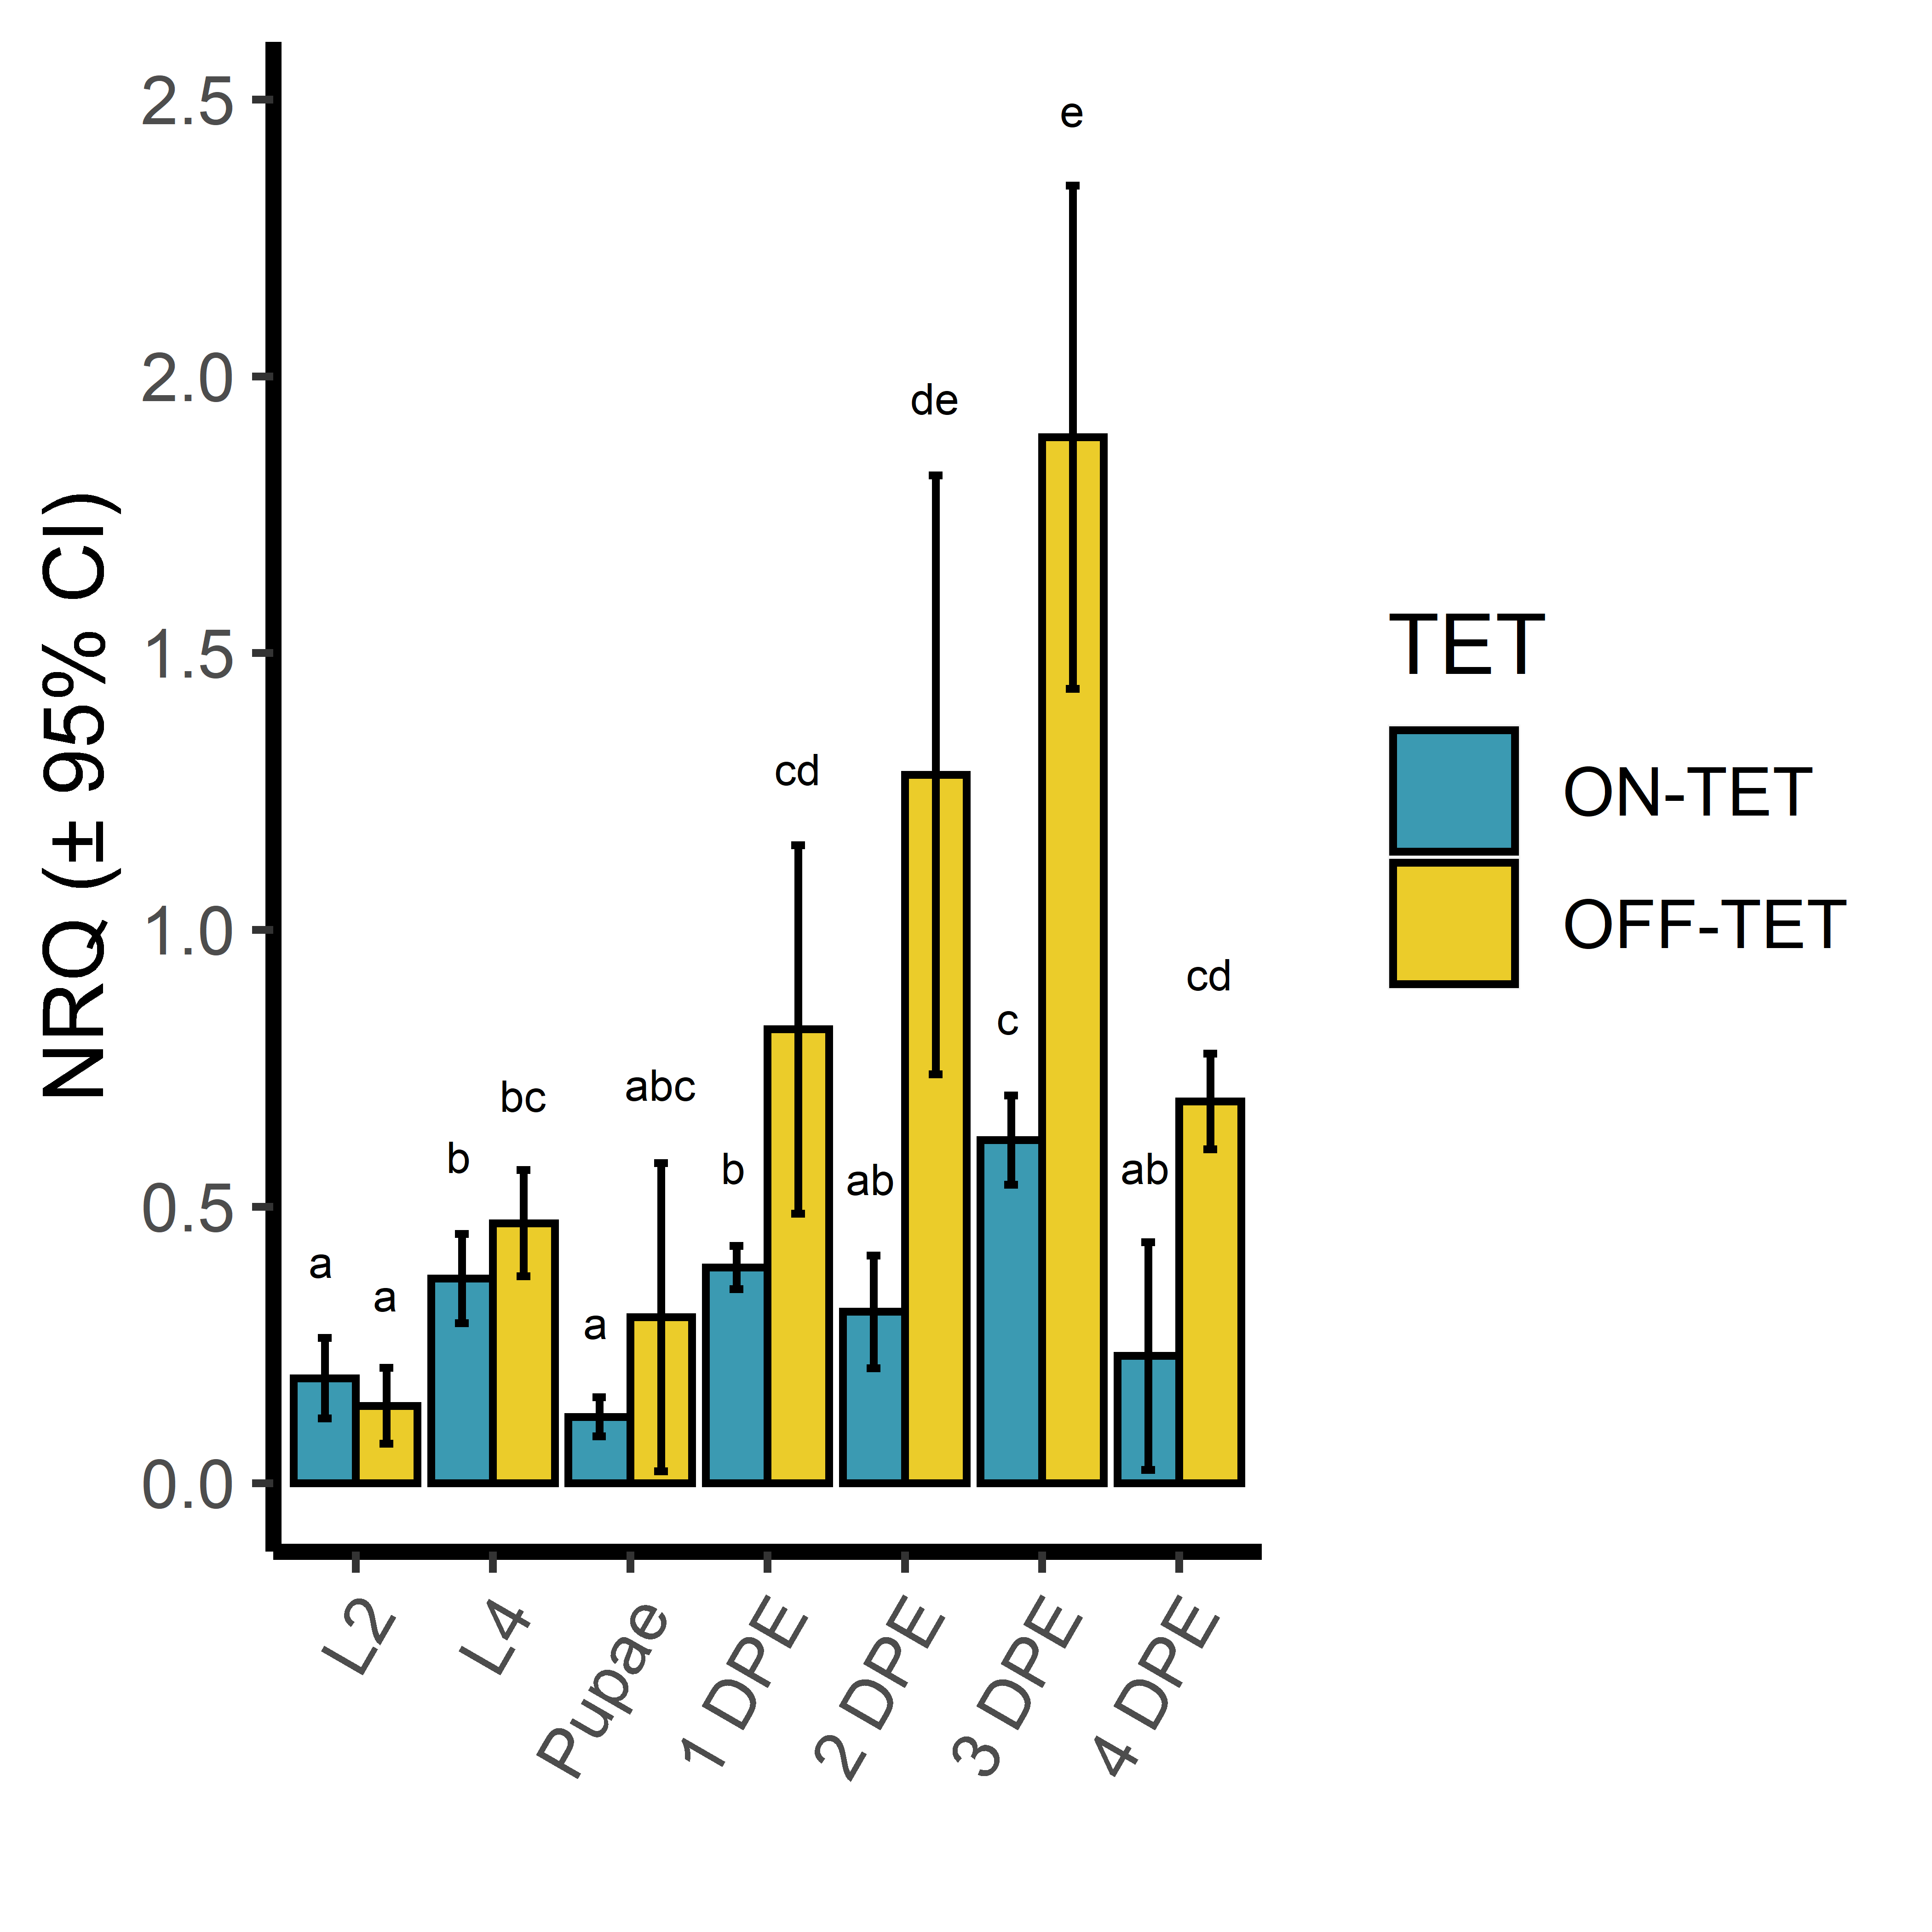 NRQ (± 95% CI)
2.5
2.0
1.5
1.0
0.5
0.0
a
a
b
bc
a
abc
b
cd
ab
de
c
e
ab
cd
L2
L4
Pupae
1 DPE
2 DPE
3 DPE
4 DPE
TET
ON-TET
OFF-TET